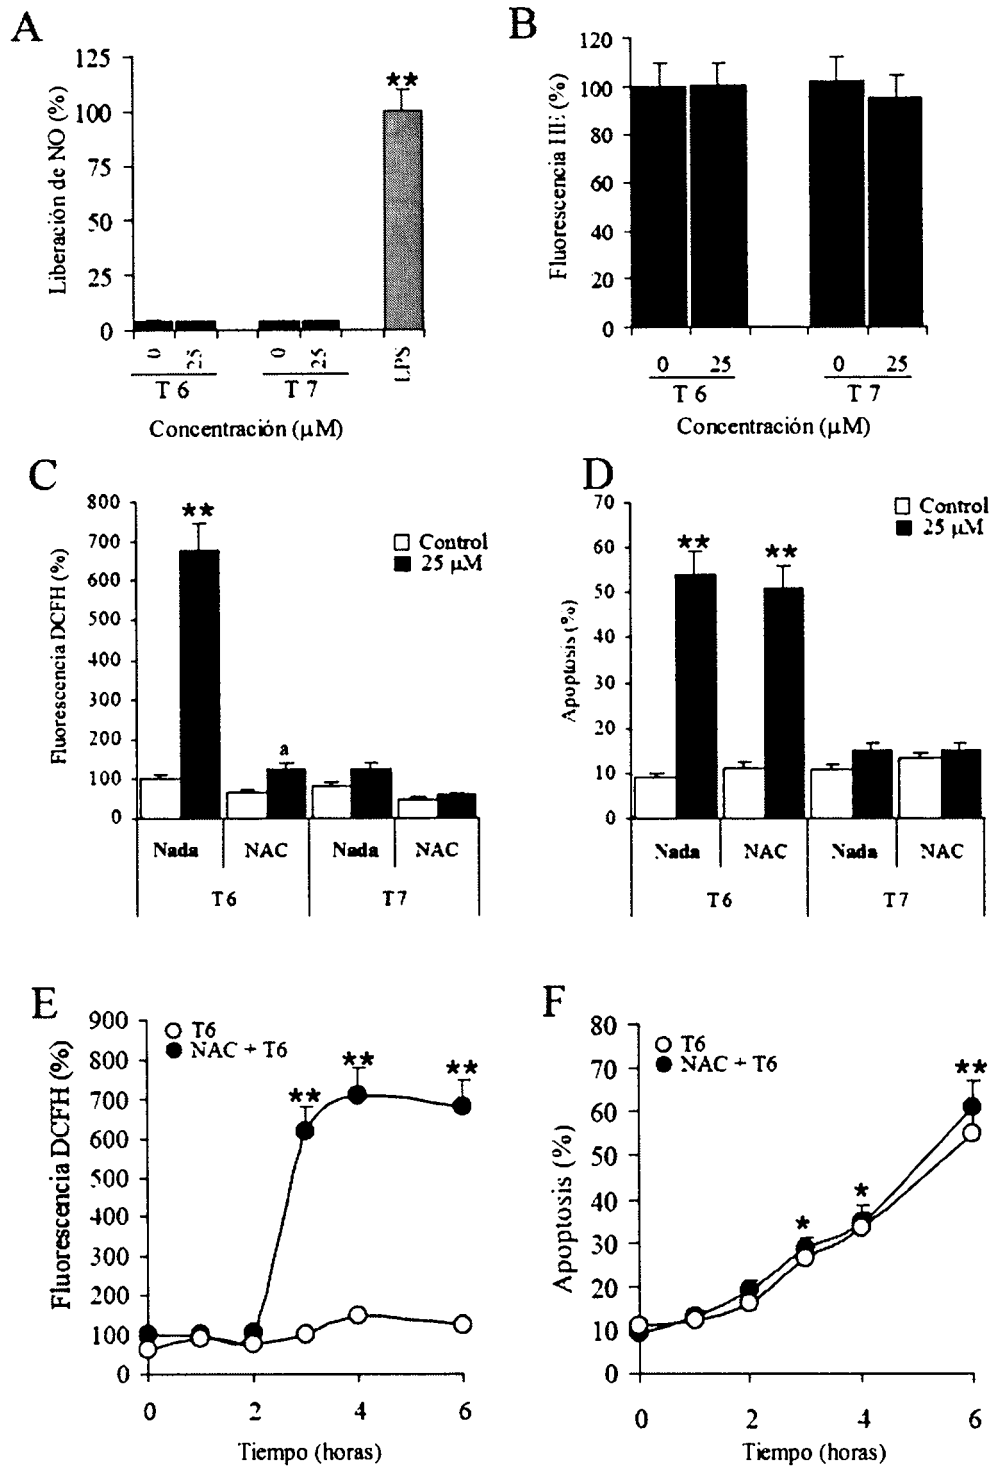 A
Liberación de NO (%)
125
100
75
50
25
0
**
0
25
0
25
LPS
T 6
T 7
Concentración (µM)
B
Fluorescencia HE (%)
120
100
80
60
40
20
0
0
25
0
25
T 6
T 7
Concentración (µM)
C
Fluorescencia DCFH (%)
800
700
600
500
400
300
200
100
0
**
a
Control
25 µM
Nada
NAC
Nada
NAC
T6
T7
D
Apoptosis (%)
70
60
50
40
30
20
10
0
**
**
Control
25 µM
Nada
NAC
Nada
NAC
T6
T7
E
Fluorescencia DCFH (%)
900
800
700
600
500
400
300
200
100
0
T6
NAC + T6
**
**
**
0
2
4
6
Tiempo (horas)
F
Apoptosis (%)
80
70
60
50
40
30
20
10
0
T6
NAC + T6
*
*
**
0
2
4
6
Tiempo (horas)